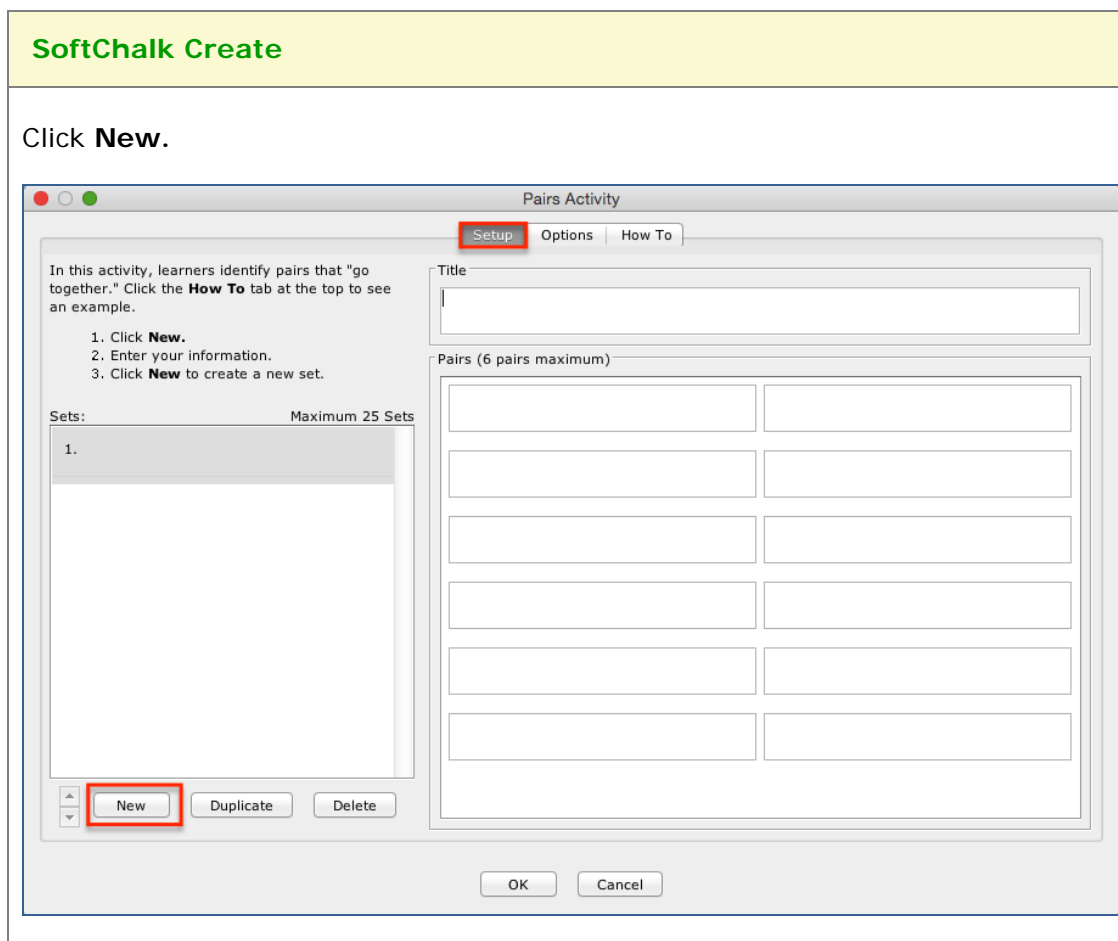 SoftChalk Create
Click New.
Pairs Activity
Setup Options How To
In this activity, learners identify pairs that "go
together." Click the How To tab at the top to see
an example.
1. Click New.
2. Enter your information.
3. Click New to create a new set.
Sets: Maximum 25 Sets
1.
New Duplicate Delete
Title
Pairs (6 pairs maximum)
OK Cancel